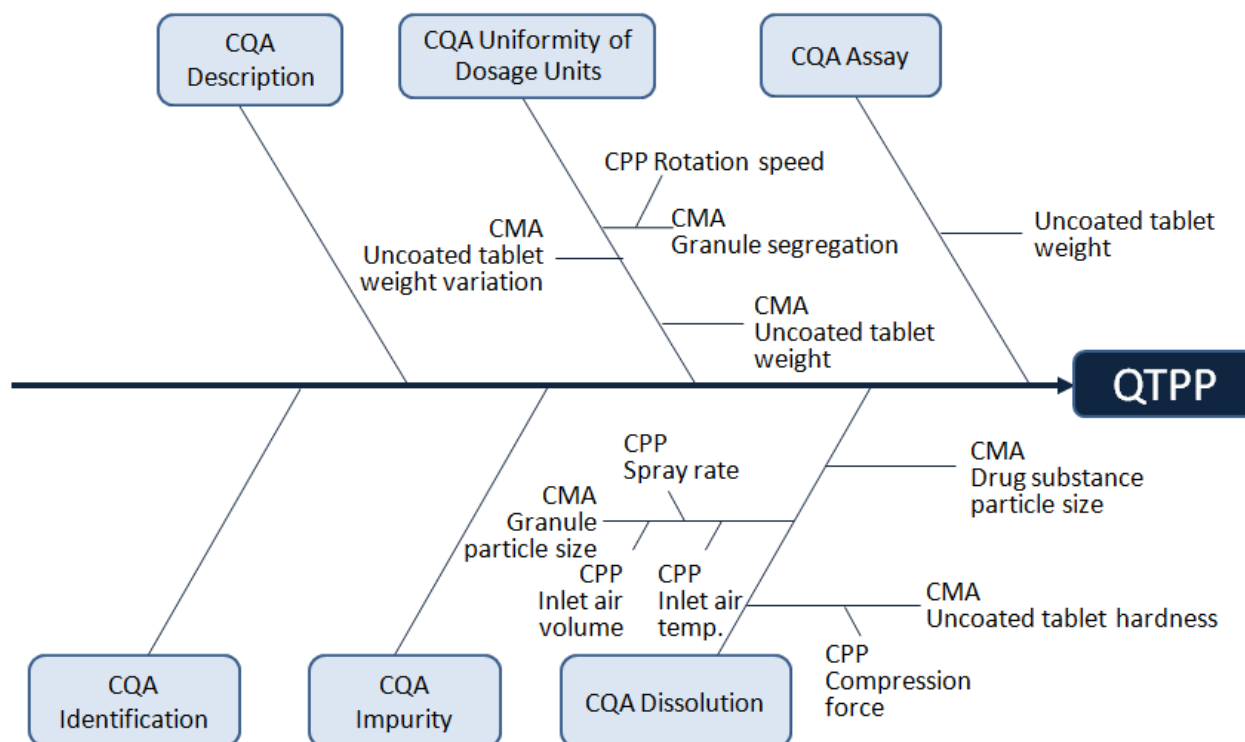 CQA
Description
CQA Uniformity of
Dosage Units
CQA Assay
CPP Rotation speed
CMA
Granule segregation
CMA
Uncoated tablet
weight variation
CMA
Uncoated tablet
weight
Uncoated tablet
weight
QTPP
CPP
Spray rate
CMA
Granule
particle size
CPP
Inlet air
volume
CPP
Inlet air
temp.
CMA
Drug substance
particle size
CMA
Uncoated tablet hardness
CPP
Compression
force
CQA
Identification
CQA
Impurity
CQA Dissolution